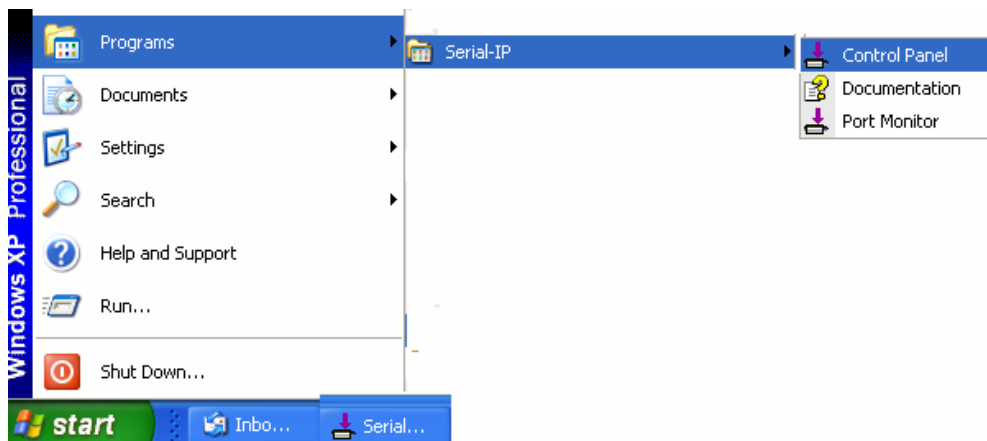 Windows XP Professional
Programs
Documents
Settings
Search
Help and Support
Run...
Shut Down...
Serial-IP
Control Panel
Documentation
Port Monitor
start
Inbo...
Serial...